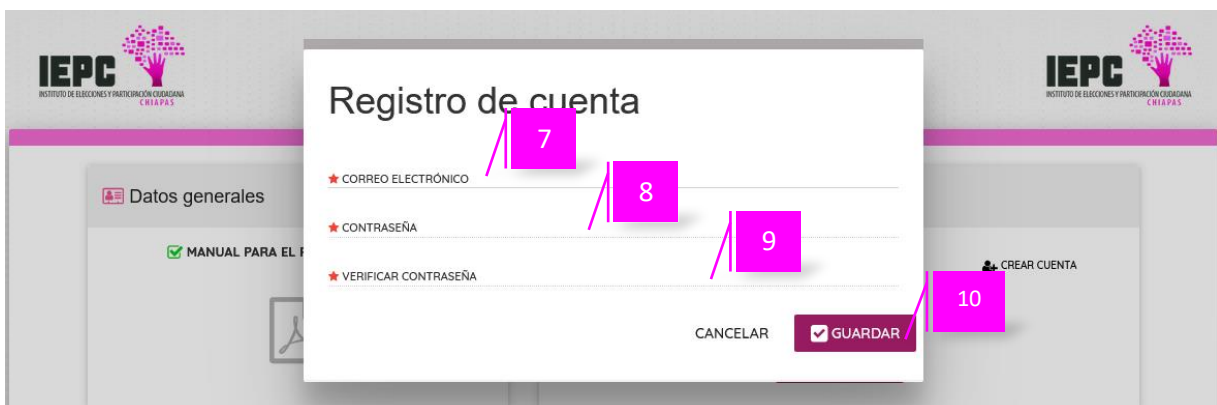 IEPC
INSTITUTO DE ELECCIONES Y PARTICIPACIÓN CIUDADANA
CHIAPAS
IEPC
INSTITUTO DE ELECCIONES Y PARTICIPACIÓN CIUDADANA
CHIAPAS
Registro de cuenta
7
CORREO ELECTRÓNICO
8
CONTRASEÑA
9
VERIFICAR CONTRASEÑA
10
CANCELAR
GUARDAR
Datos generales
MANUAL PARA EL
CREAR CUENTA